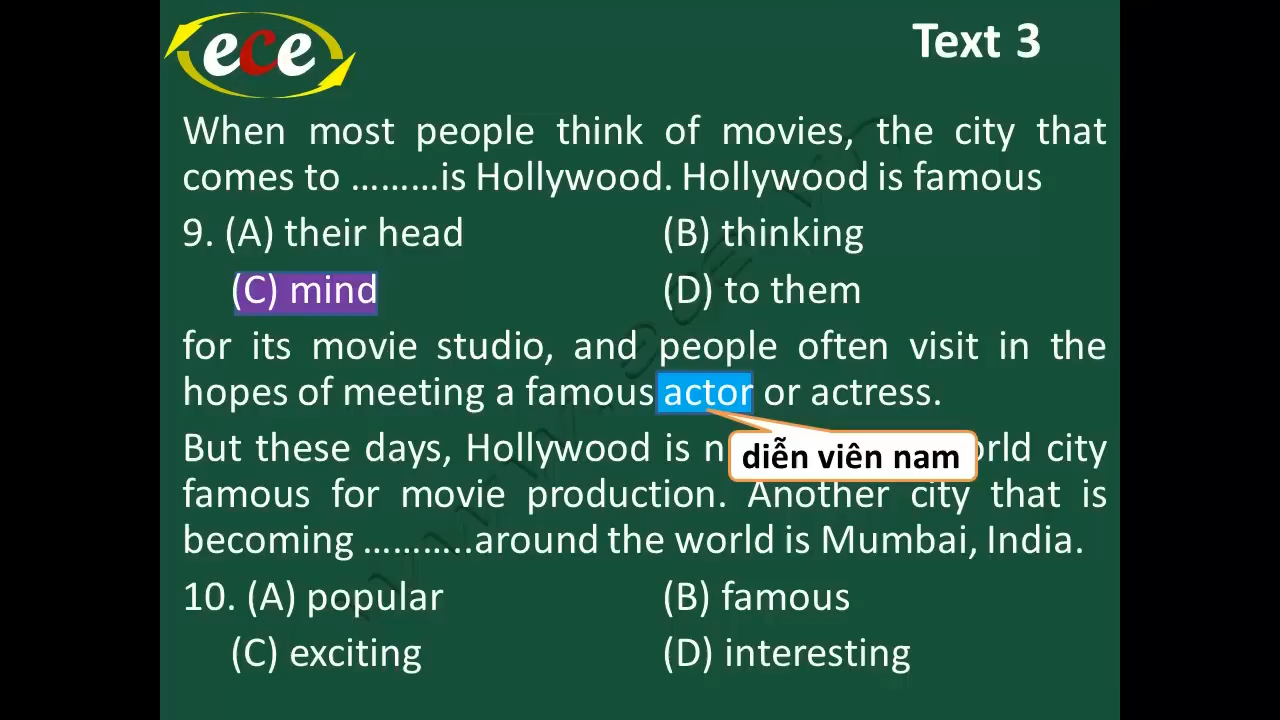 ece
Text 3
When most people think of movies, the city that
comes to ………is Hollywood. Hollywood is famous
9. (A) their head (B) thinking
(C) mind (D) to them
for its movie studio, and people often visit in the
hopes of meeting a famous actor or actress.
diễn viên nam
But these days, Hollywood is city
famous for movie production. Another city that is
becoming ………..around the world is Mumbai, India.
10. (A) popular (B) famous
(C) exciting (D) interesting